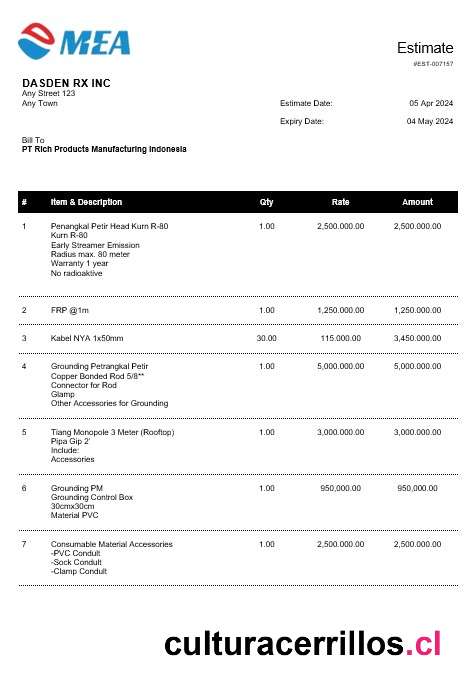 MEA
Estimate
#EST-007157
DASDEN RX INC
Any Street 123
Any Town
Estimate Date: 05 Apr 2024
Expiry Date: 04 May 2024
Bill To
PT Rich Products Manufacturing Indonesia
# Item & Description Qty Rate Amount
1 Penangkal Petir Head Kurn R-80 1.00 2,500.000.00 2,500.000.00
Kurn R-80
Early Streamer Emission
Radius max. 80 meter
Warranty 1 year
No radioaktive
2 FRP @1m 1.00 1,250.000.00 1,250.000.00
3 Kabel NYA 1x50mm 30.00 115.000.00 3,450.000.00
4 Grounding Petrangkal Petir 1.00 5,000.000.00 5,000.000.00
Copper Bonded Rod 5/8"
Connector for Rod
Glamp
Other Accessories for Grounding
5 Tiang Monopole 3 Meter (Rooftop) 1.00 3,000.000.00 3,000.000.00
Pipa Gip 2'
Include:
Accessories
6 Grounding PM 1.00 950,000.00 950,000.00
Grounding Control Box
30cmx30cm
Material PVC
7 Consumable Material Accessories 1.00 2,500.000.00 2,500.000.00
-PVC Conduit
-Sock Conduit
-Clamp Conduit
culturacerrillos.cl